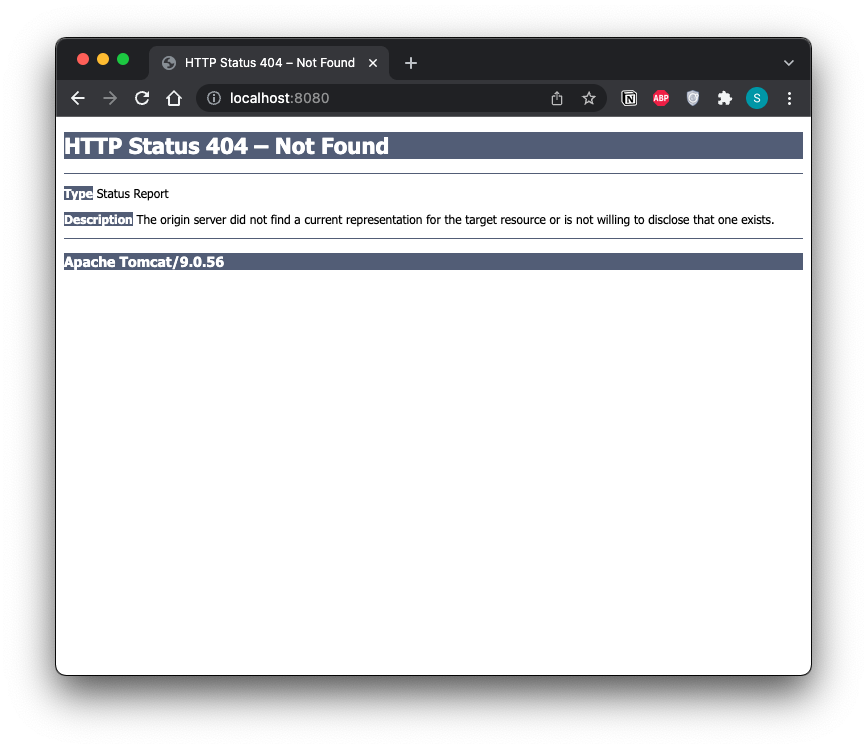 HTTP Status 404 – Not Found
localhost:8080
ABP
S
HTTP Status 404 – Not Found
Type Status Report
Description The origin server did not find a current representation for the target resource or is not willing to disclose that one exists.
Apache Tomcat/9.0.56